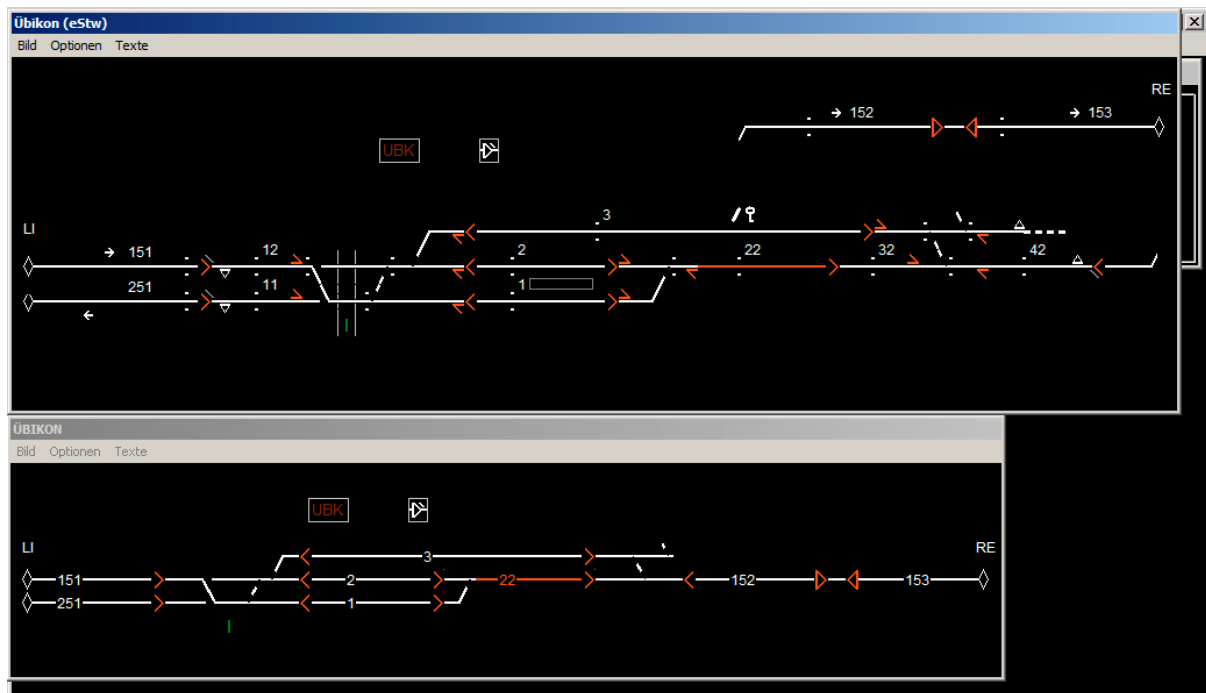 Übikon (eStw)
Bild Optionen Texte
RE
152 153
UBK
3
LI
151 12 2 22 32 42
251 11 1
ÜBIKON
Bild Optionen Texte
UBK
LI RE
3
151 2 22 152 153
251 1